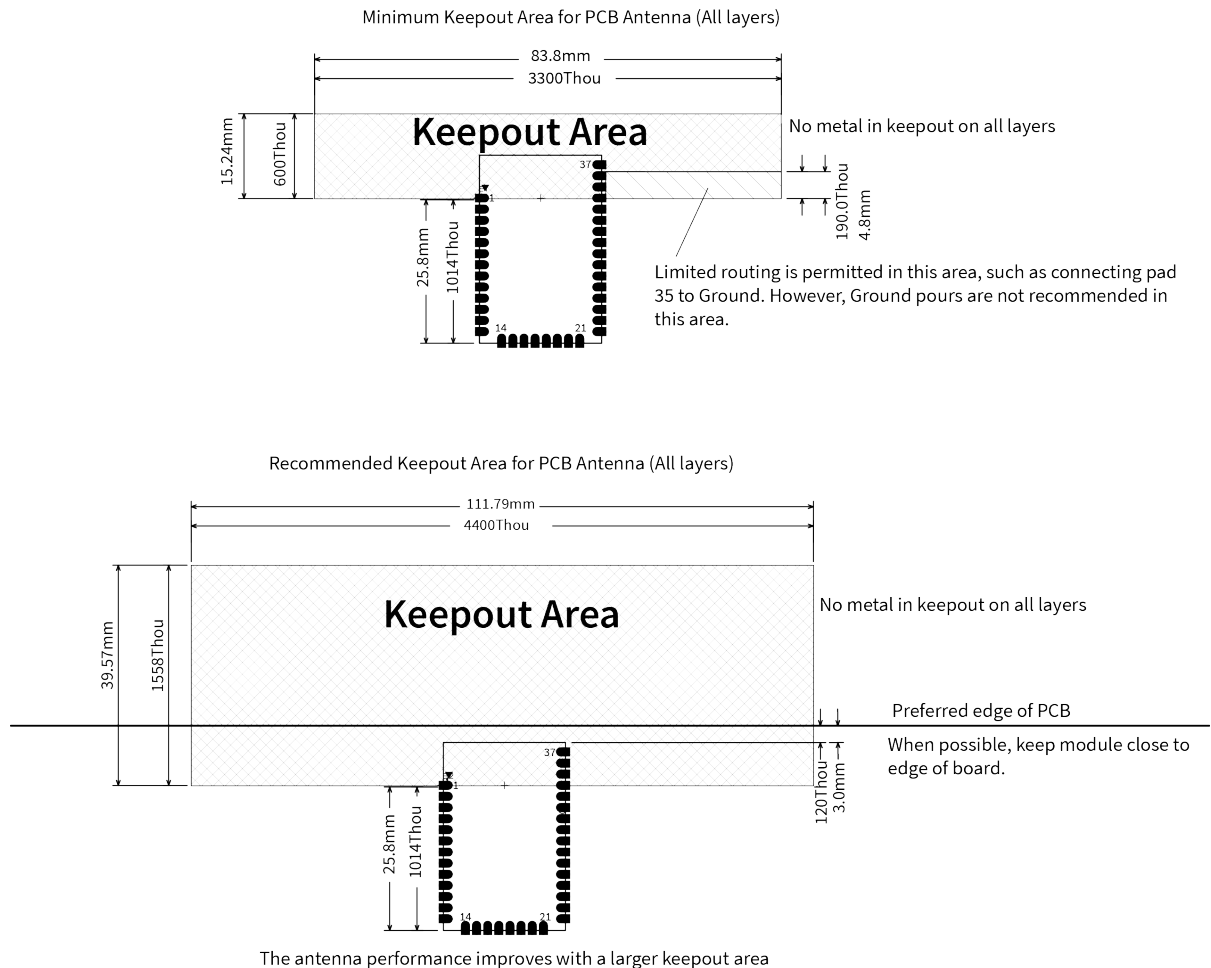 Minimum Keepout Area for PCB Antenna (All layers)
83.8mm
3300Thou
Keepout Area
No metal in keepout on all layers
15.24mm
600Thou
37
1
190.0Thou
4.8mm
25.8mm
1014Thou
Limited routing is permitted in this area, such as connecting pad
35 to Ground. However, Ground pours are not recommended in
this area.
14
21
Recommended Keepout Area for PCB Antenna (All layers)
111.79mm
4400Thou
Keepout Area
No metal in keepout on all layers
39.57mm
1558Thou
Preferred edge of PCB
When possible, keep module close to
edge of board.
37
1
120Thou
3.0mm
25.8mm
1014Thou
14
21
The antenna performance improves with a larger keepout area